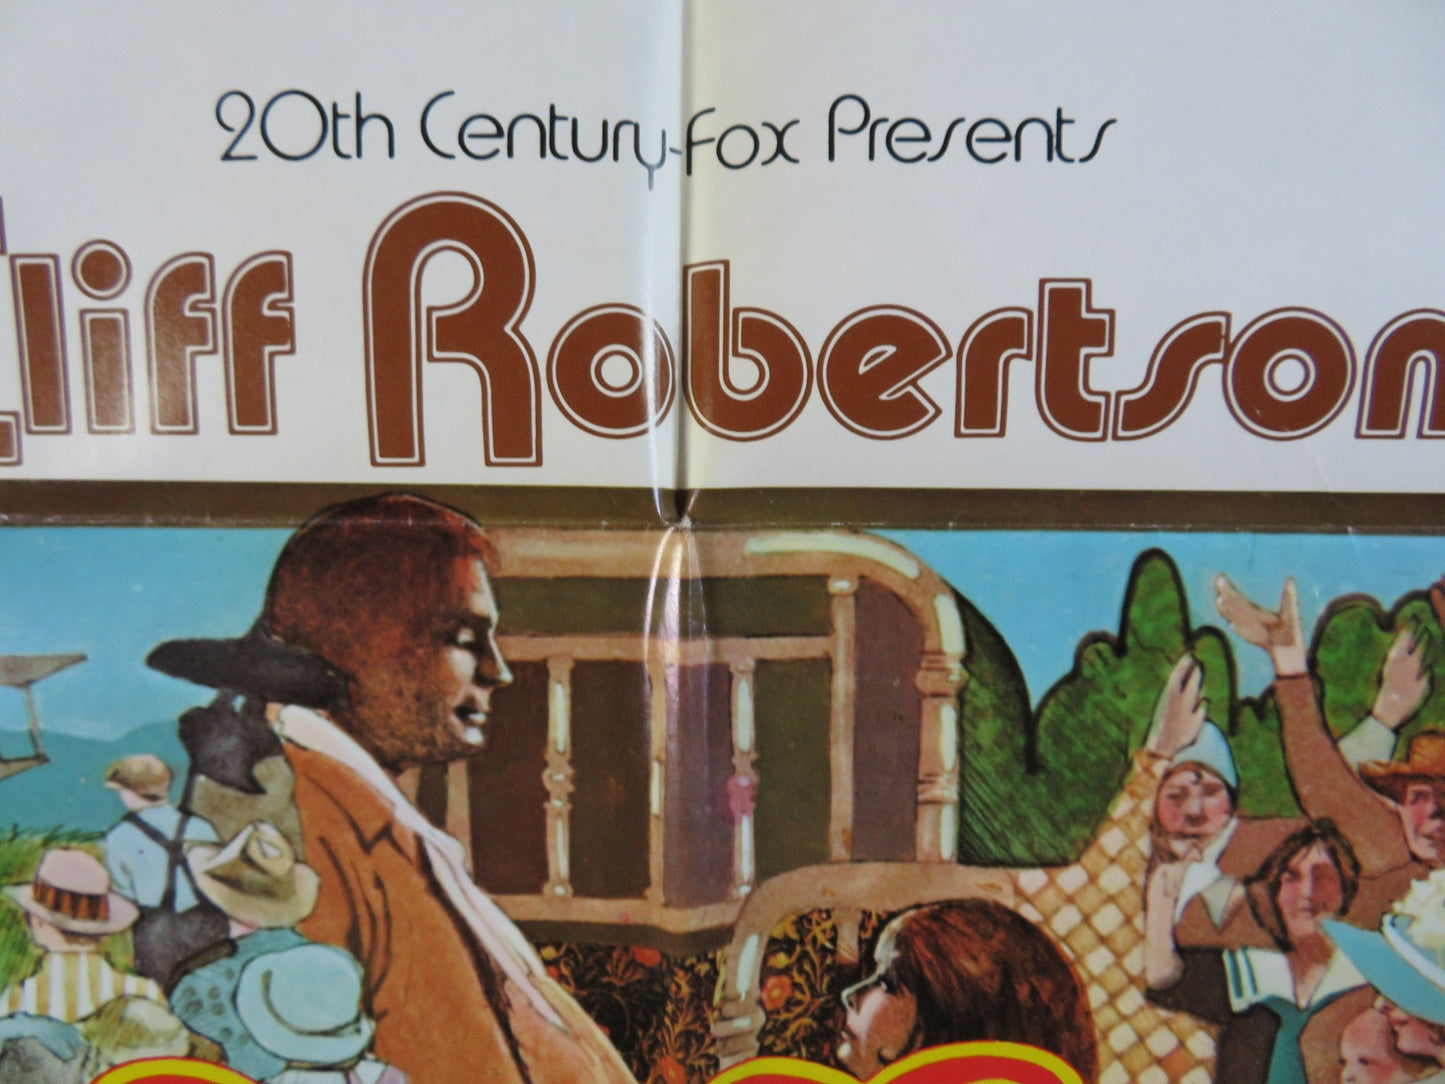 20th Century-Fox Presents
Cliff Robertson